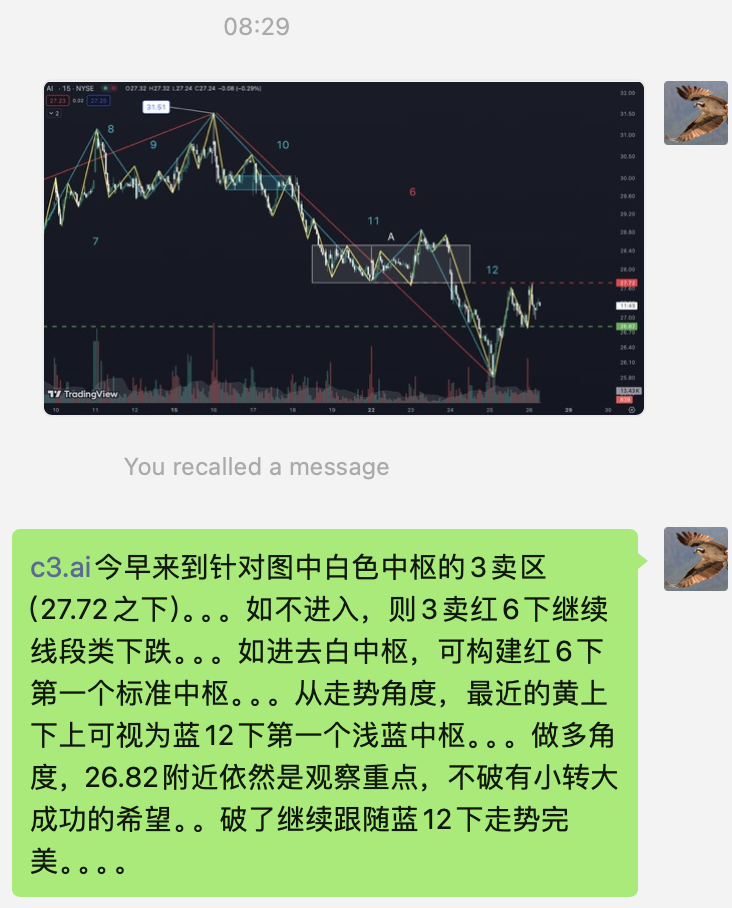 08:29
AI · 15 · NYSE O27.32 H27.32 L27.24 C27.24 −0.08 (−0.29%)
27.23 0.02 27.25
2
31.51
8
9
10
7
6
11
A
12
32.00
31.50
31.00
30.50
30.00
29.60
29.20
28.80
28.40
28.00
27.72
27.60
11:49
27.00
26.82
26.40
26.10
25.80
13.43K
839
TradingView
10 11 12 15 16 17 18 19 22 23 24 25 26 29 30
You recalled a message
c3.ai今早来到针对图中白色中枢的3卖区
(27.72之下)。。。如不进入，则3卖红6下继续
线段类下跌。。。如进去白中枢，可构建红6下
第一个标准中枢。。。从走势角度，最近的黄上
下上可视为蓝12下第一个浅蓝中枢。。。做多角
度，26.82附近依然是观察重点，不破有小转大
成功的希望。。破了继续跟随蓝12下走势完
美。。。。